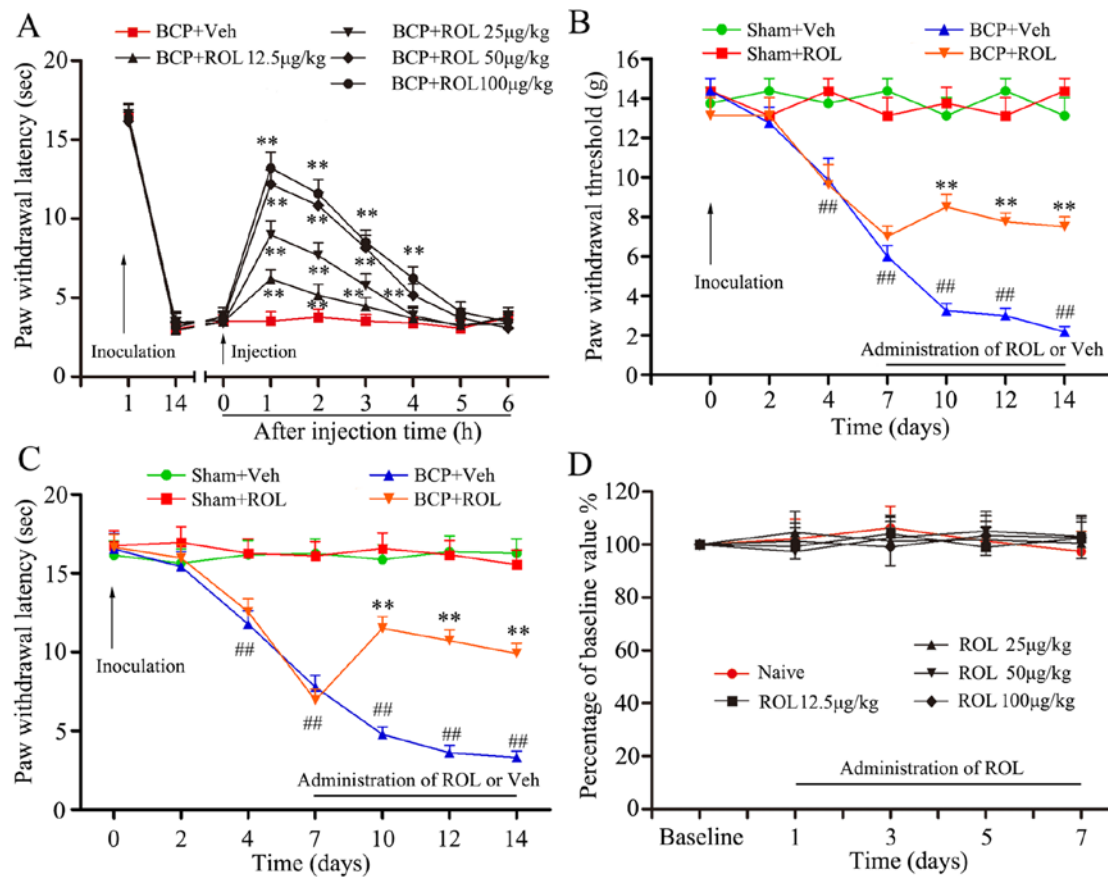 A
BCP+Veh
BCP+ROL 12.5μg/kg
BCP+ROL 25μg/kg
BCP+ROL 50μg/kg
BCP+ROL100μg/kg
Paw withdrawal latency (sec)
20
15
10
5
0
** **
** ** ** **
** ** ** **
** **
Inoculation
Injection
1 14 0 1 2 3 4 5 6
After injection time (h)
B
Sham+Veh
Sham+ROL
BCP+Veh
BCP+ROL
Paw withdrawal threshold (g)
16
14
12
10
8
6
4
2
0
** ** **
## ## ## ## ##
Inoculation
Administration of ROL or Veh
0 2 4 7 10 12 14
Time (days)
C
Sham+Veh
Sham+ROL
BCP+Veh
BCP+ROL
Paw withdrawal latency (sec)
20
15
10
5
0
** ** **
## ## ## ## ##
Inoculation
Administration of ROL or Veh
0 2 4 7 10 12 14
Time (days)
D
Percentage of baseline value %
120
100
80
60
40
20
0
Naive
ROL 12.5μg/kg
ROL 25μg/kg
ROL 50μg/kg
ROL 100μg/kg
Administration of ROL
Baseline 1 3 5 7
Time (days)